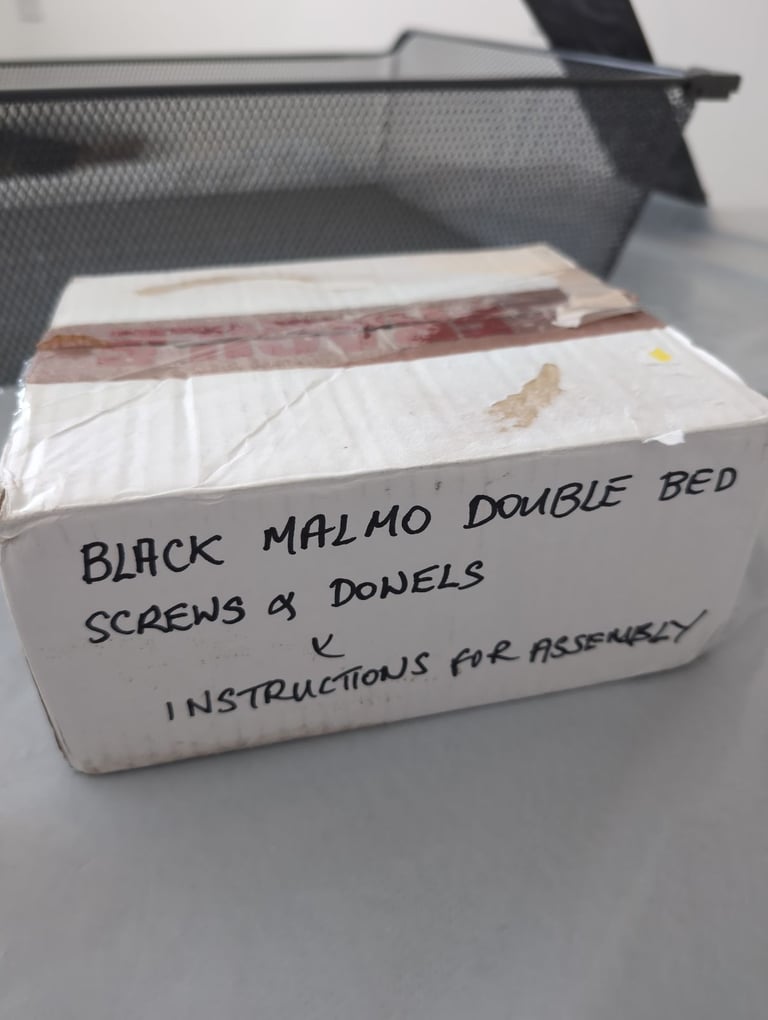 BLACK MALMO DOUBLE BED
SCREWS & DOWELS
&
INSTRUCTIONS FOR ASSEMBLY